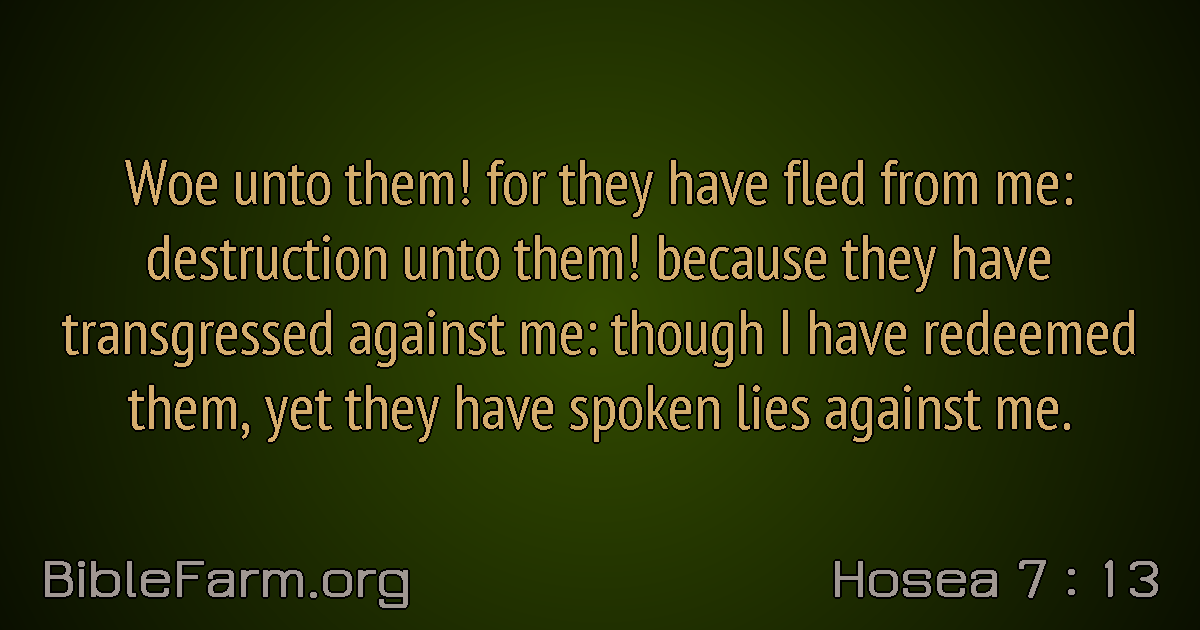 Woe unto them! for they have fled from me:
destruction unto them! because they have
transgressed against me: though I have redeemed
them, yet they have spoken lies against me.
BibleFarm.org
Hosea 7 : 13